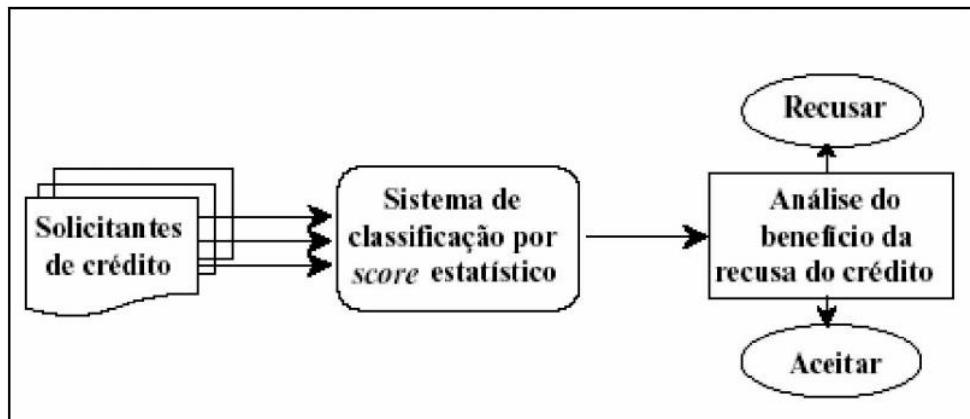 Solicitantes
de crédito
Sistema de
classificação por
score estatístico
Recusar
Análise do
benefício da
recusa do crédito
Aceitar